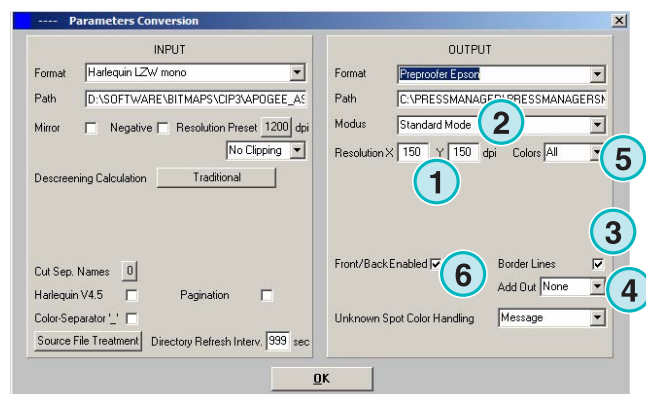 ---- Parameters Conversion
INPUT
Format Harlequin LZW mono
Path D:\SOFTWARE\BITMAPS\CIP3\APOGEE_AS
Mirror Negative Resolution Preset 1200 dpi
No Clipping
Descreening Calculation Traditional
Cut Sep. Names 0
Harlequin V4.5 Pagination
Color-Separator '_'
Source File Treatment Directory Refresh Interv. 999 sec
OUTPUT
Format Preproofer Epson
Path C:\PRESSMANAGER\PRESSMANAGERSM
Modus Standard Mode 2
Resolution X 150 Y 150 dpi Colors All 5
1
3
Front/Back Enabled 6 Border Lines
Add Out None 4
Unknown Spot Color Handling Message
OK